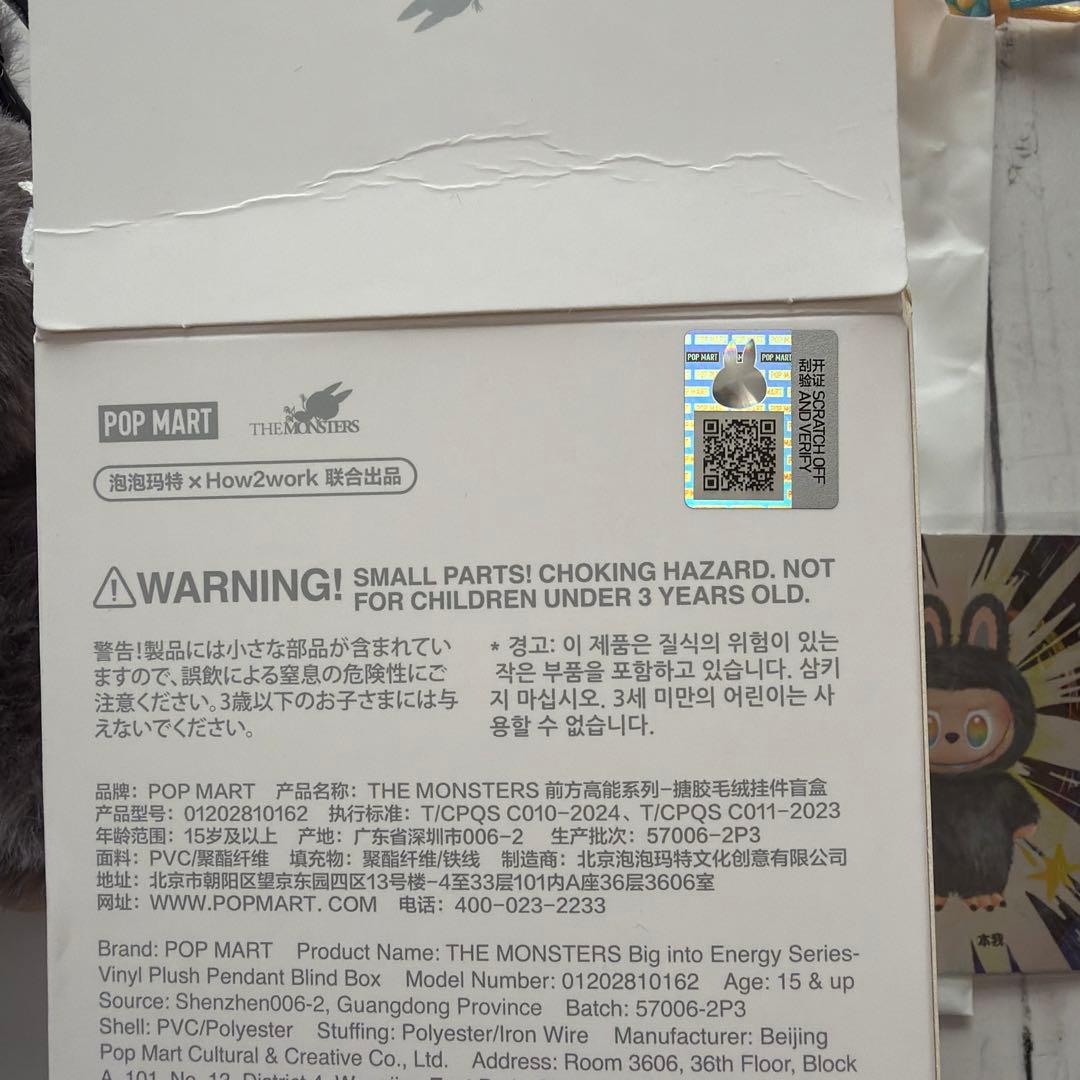 POP MART
THE MONSTERS
泡泡玛特 × How2work 联合出品
POP MART
POP MART
刮开验证 SCRATCH OFF AND VERIFY
WARNING! SMALL PARTS! CHOKING HAZARD. NOT
FOR CHILDREN UNDER 3 YEARS OLD.
警告!製品には小さな部品が含まれてい
ますので、誤飲による窒息の危険性にご
注意ください。3歳以下のお子さまには与
えないでください。
* 경고: 이 제품은 질식의 위험이 있는
작은 부품을 포함하고 있습니다. 삼키
지 마십시오. 3세 미만의 어린이는 사
용할 수 없습니다.
品牌：POP MART 产品名称：THE MONSTERS 前方高能系列-搪胶毛绒挂件盲盒
产品型号：01202810162 执行标准：T/CPQS C010-2024、T/CPQS C011-2023
年龄范围：15岁及以上 产地：广东省深圳市006-2 生产批次：57006-2P3
面料：PVC/聚酯纤维 填充物：聚酯纤维/铁线 制造商：北京泡泡玛特文化创意有限公司
地址：北京市朝阳区望京东园四区13号楼-4至33层101内A座36层3606室
网址：WWW.POPMART.COM 电话：400-023-2233
Brand: POP MART Product Name: THE MONSTERS Big into Energy Series-
Vinyl Plush Pendant Blind Box Model Number: 01202810162 Age: 15 & up
Source: Shenzhen006-2, Guangdong Province Batch: 57006-2P3
Shell: PVC/Polyester Stuffing: Polyester/Iron Wire Manufacturer: Beijing
Pop Mart Cultural & Creative Co., Ltd. Address: Room 3606, 36th Floor, Block
本我